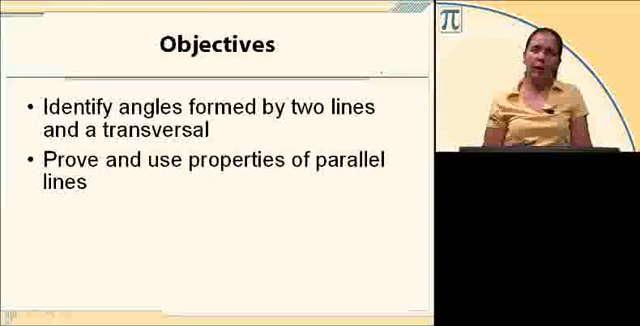 Objectives
π
• Identify angles formed by two lines
and a transversal
• Prove and use properties of parallel
lines